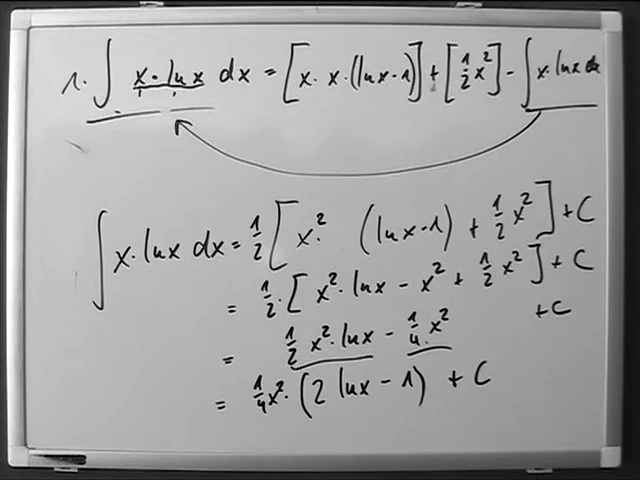 1. ∫ x · ln x dx = [x · x · (ln x - 1)] + [1/2 x²] - ∫ x · ln x dx
∫ x · ln x dx = 1/2 [x² · (ln x - 1) + 1/2 x²] + C
= 1/2 · [x² · ln x - x² + 1/2 x²] + C
= 1/2 x² · ln x - 1/4 · x² + C
= 1/4 x² · (2 ln x - 1) + C